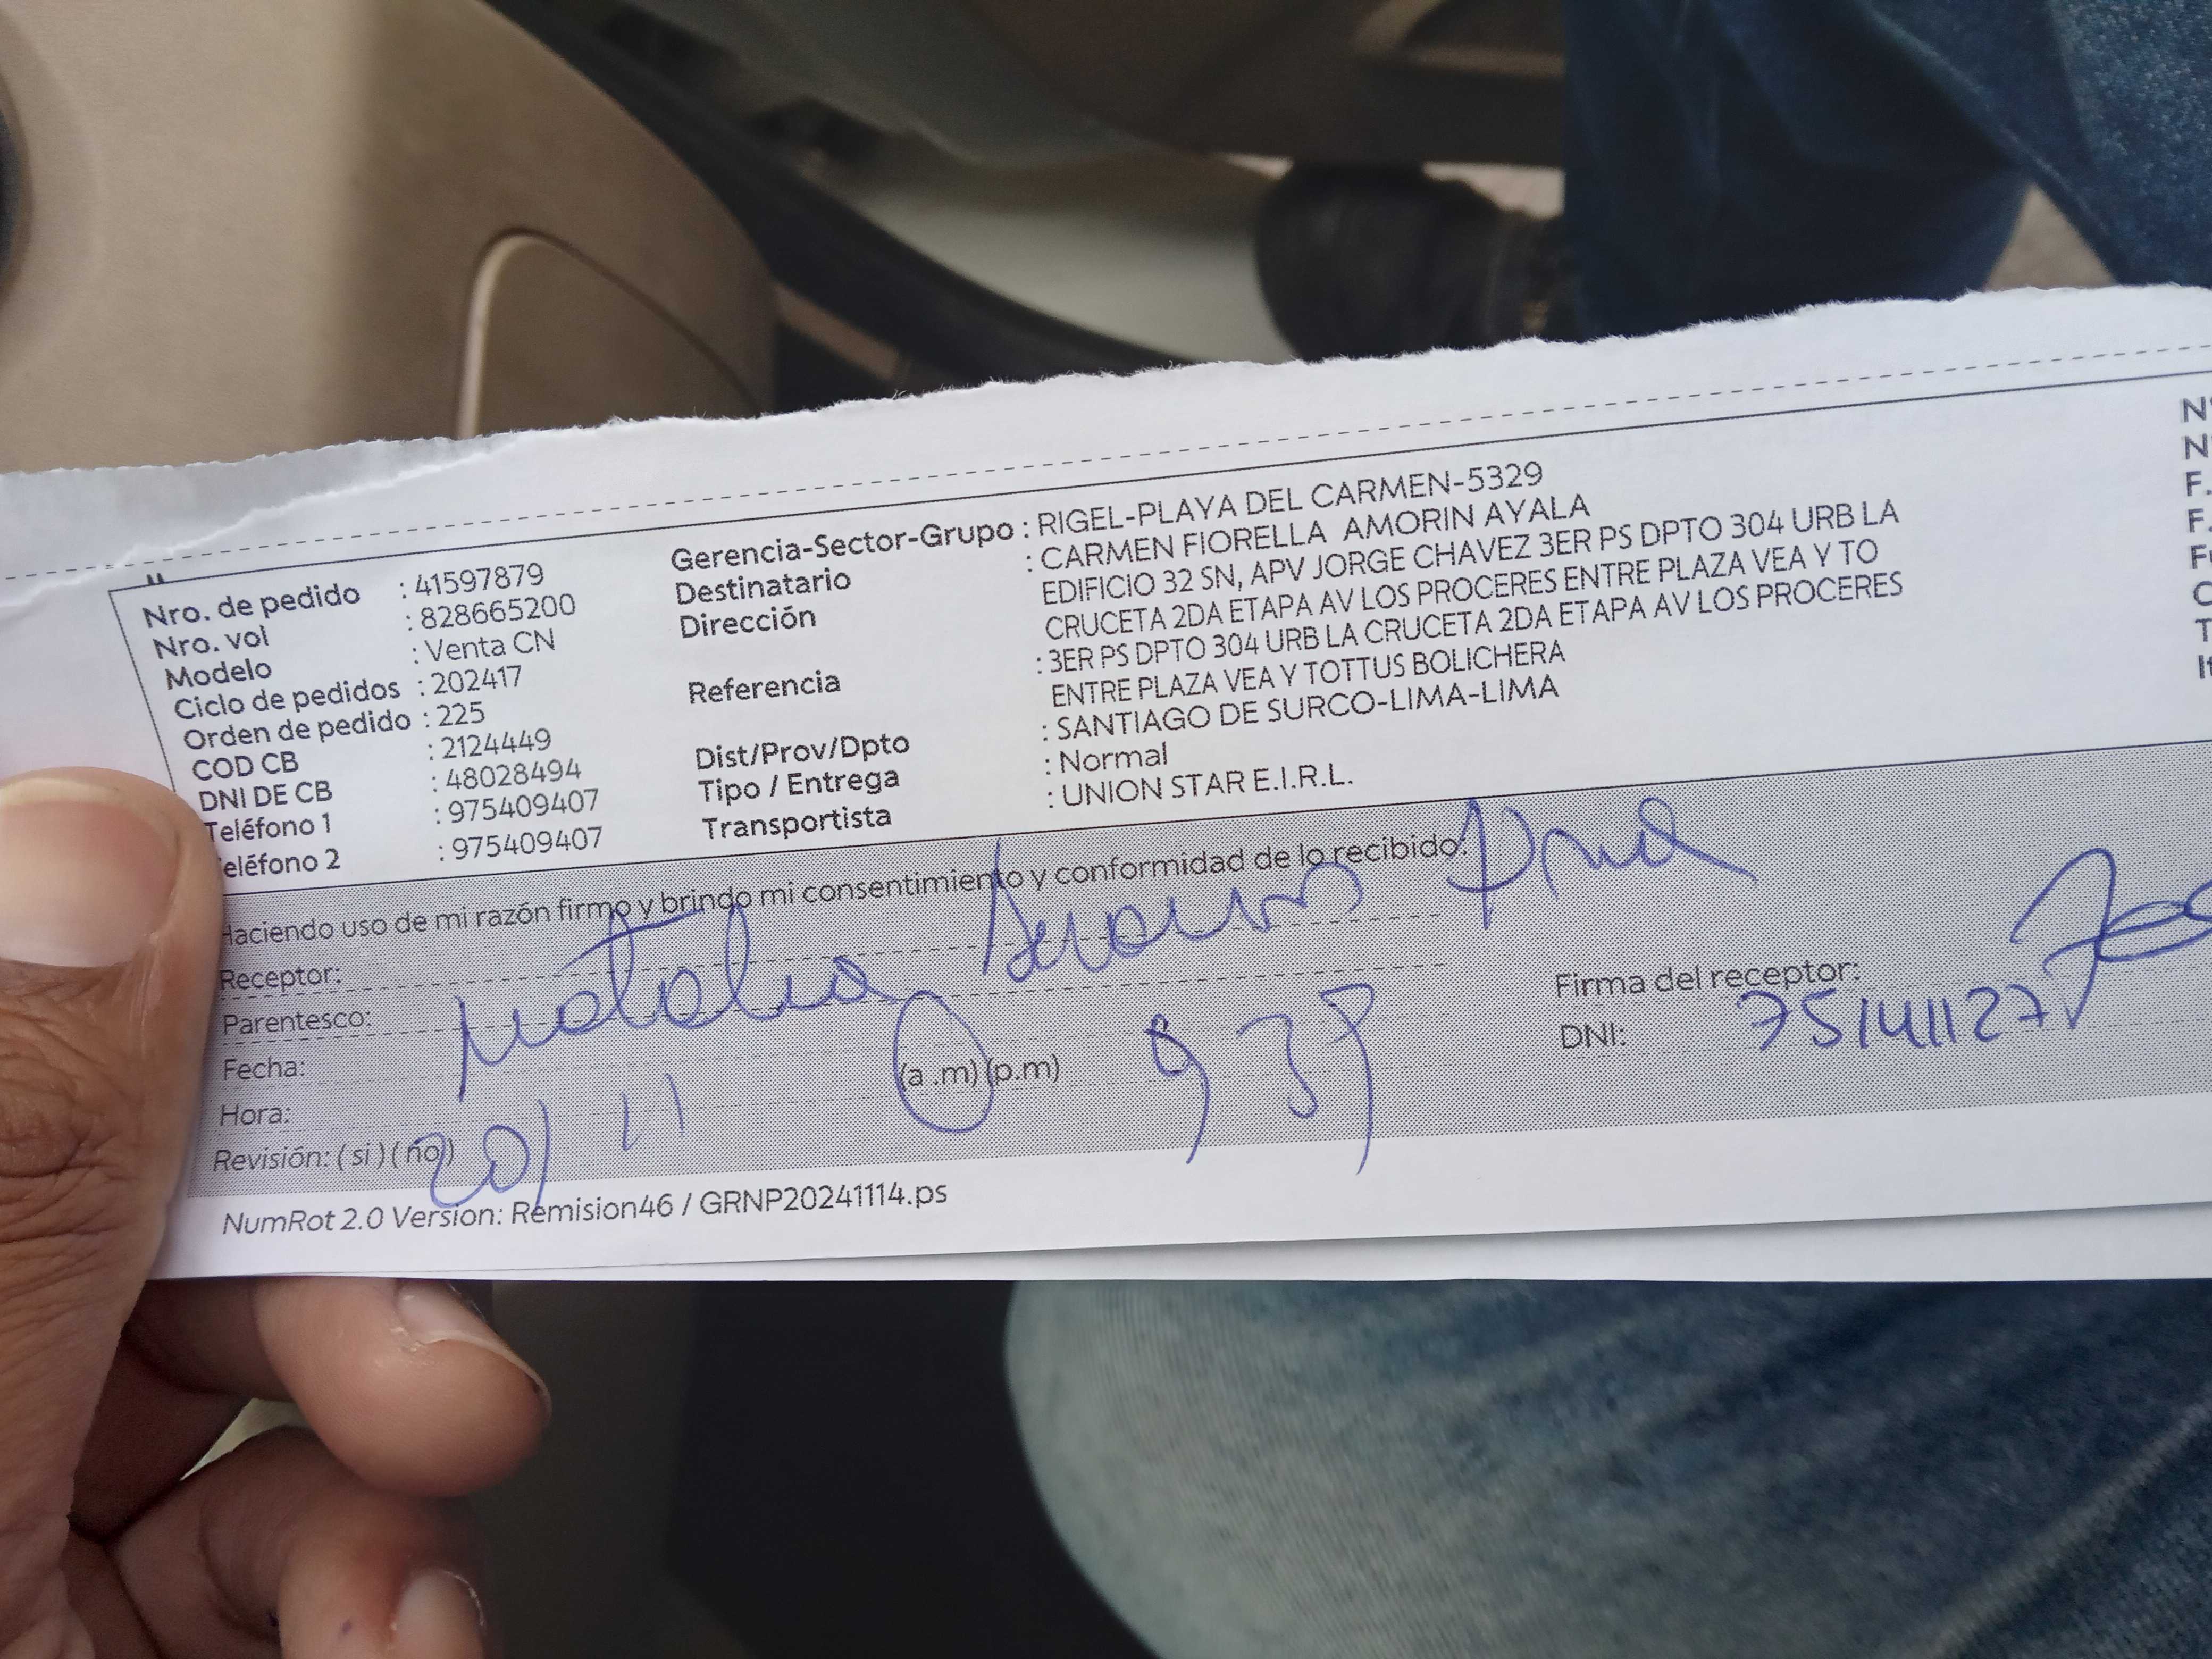 Nro. de pedido : 41597879
Nro. vol : 828665200
Modelo : Venta CN
Ciclo de pedidos : 202417
Orden de pedido : 225
COD CB : 2124449
DNI DE CB : 48028494
Teléfono 1 : 975409407
eléfono 2 : 975409407
Gerencia-Sector-Grupo : RIGEL-PLAYA DEL CARMEN-5329
Destinatario : CARMEN FIORELLA AMORIN AYALA
Dirección EDIFICIO 32 SN, APV JORGE CHAVEZ 3ER PS DPTO 304 URB LA
CRUCETA 2DA ETAPA AV LOS PROCERES ENTRE PLAZA VEA Y TO
Referencia : 3ER PS DPTO 304 URB LA CRUCETA 2DA ETAPA AV LOS PROCERES
ENTRE PLAZA VEA Y TOTTUS BOLICHERA
Dist/Prov/Dpto : SANTIAGO DE SURCO-LIMA-LIMA
Tipo / Entrega : Normal
Transportista : UNION STAR E.I.R.L.
N
N
F.
F.
F
C
T
It
Haciendo uso de mi razón firmo y brindo mi consentimiento y conformidad de lo recibido:
Receptor: Natalia
Parentesco:
Fecha: 20/11
Hora: (a .m) (p.m) 9 39
Revisión: ( si ) ( no )
Firma del receptor:
DNI: 75141127
NumRot 2.0 Version: Remision46 / GRNP20241114.ps